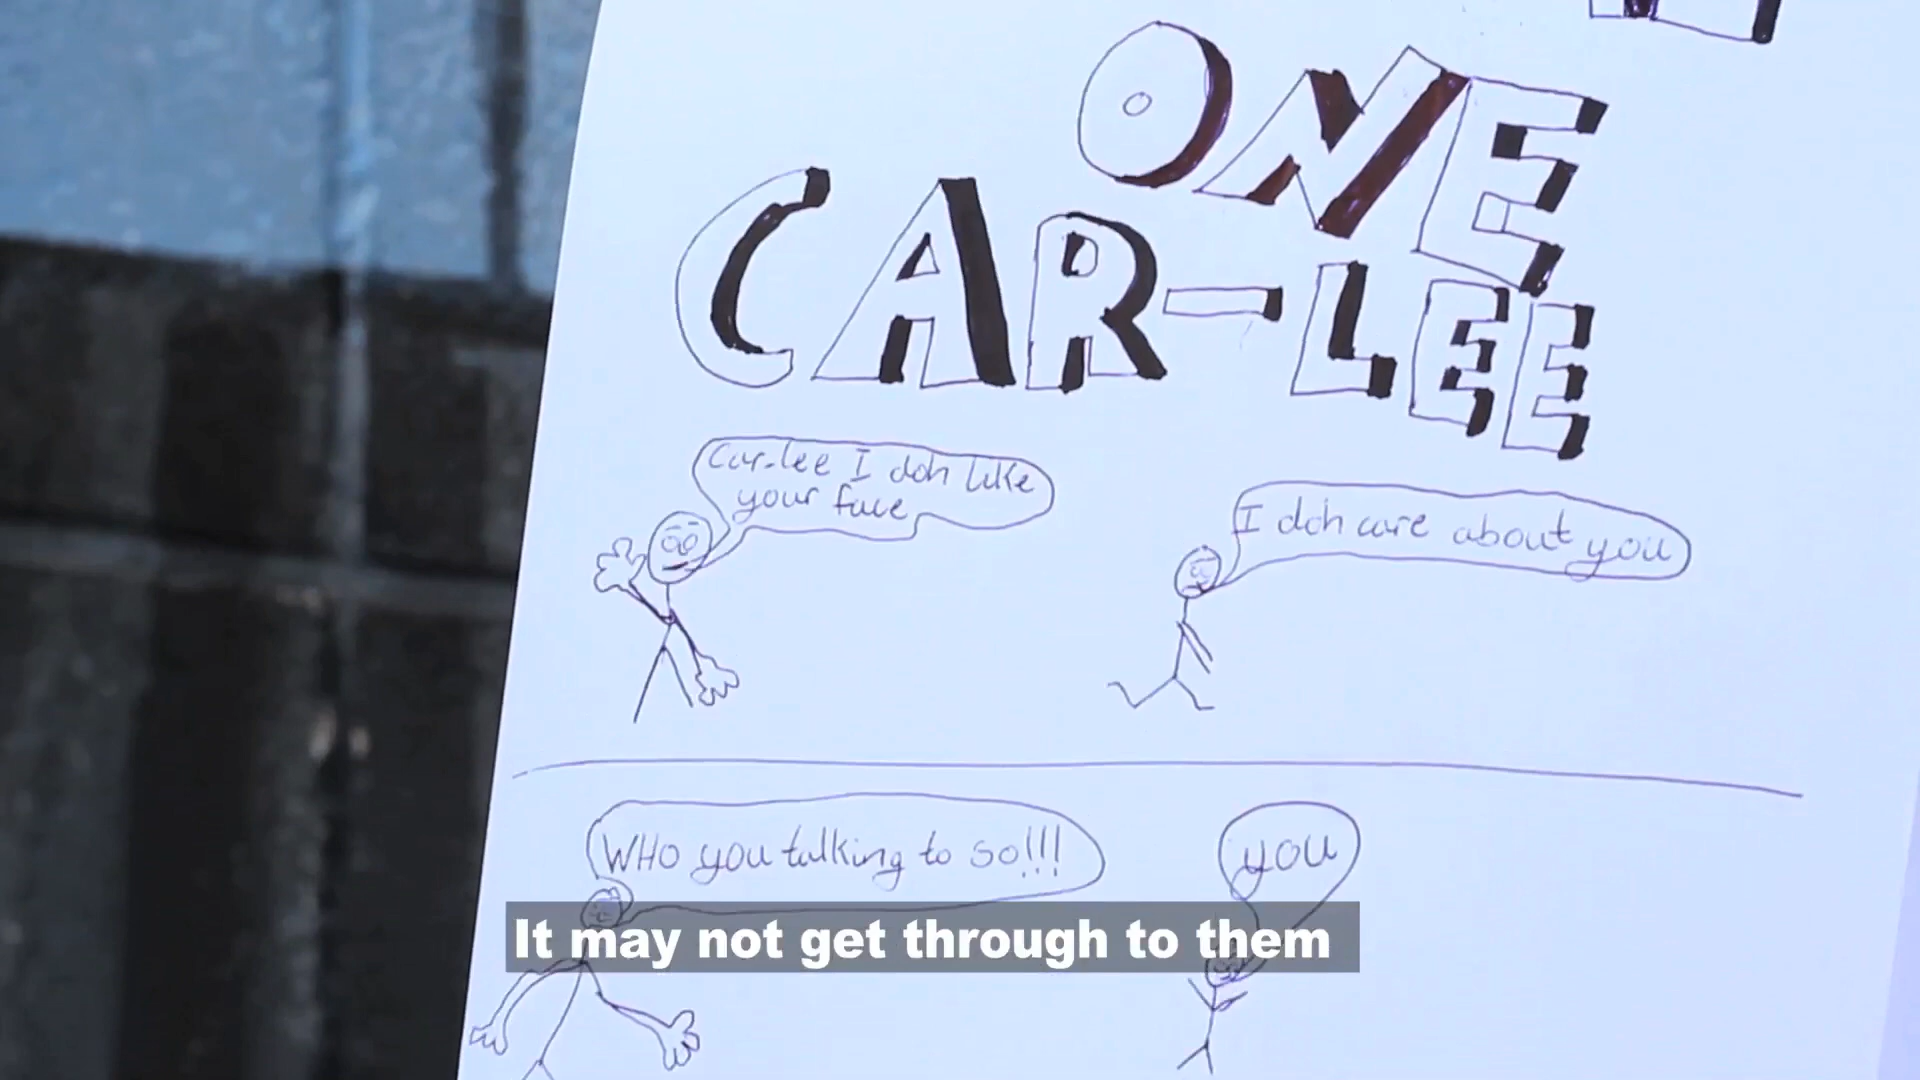 ONE
CAR-LEE
Car-lee I doh like
your face
I doh care about you
WHO you talking to so!!!
you
It may not get through to them